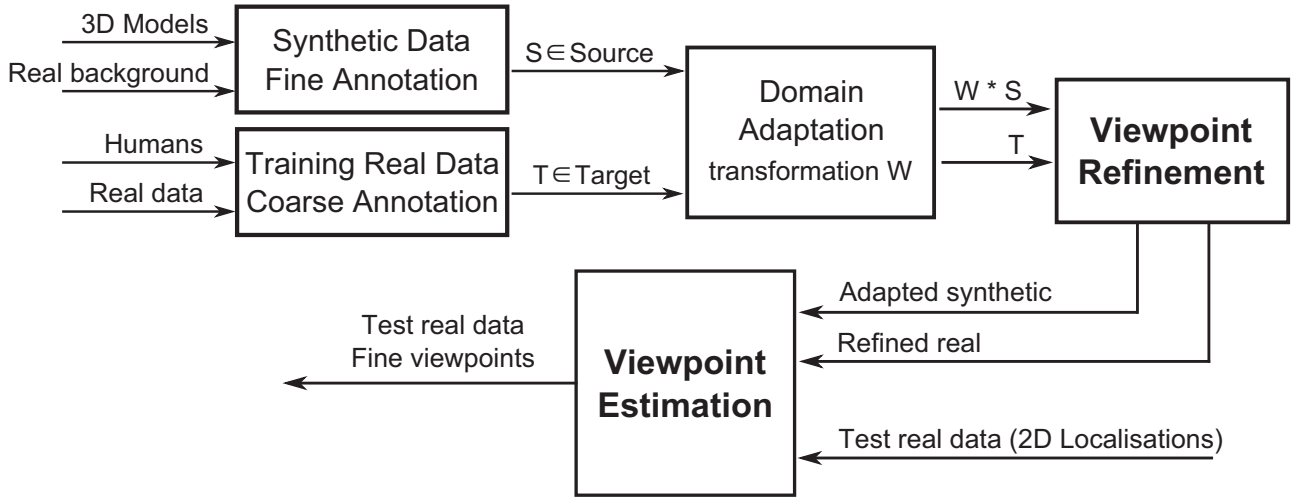 3D Models
Real background
Synthetic Data
Fine Annotation
S∈Source
Humans
Real data
Training Real Data
Coarse Annotation
T∈Target
Domain
Adaptation
transformation W
W * S
T
Viewpoint
Refinement
Adapted synthetic
Refined real
Test real data
Fine viewpoints
Viewpoint
Estimation
Test real data (2D Localisations)